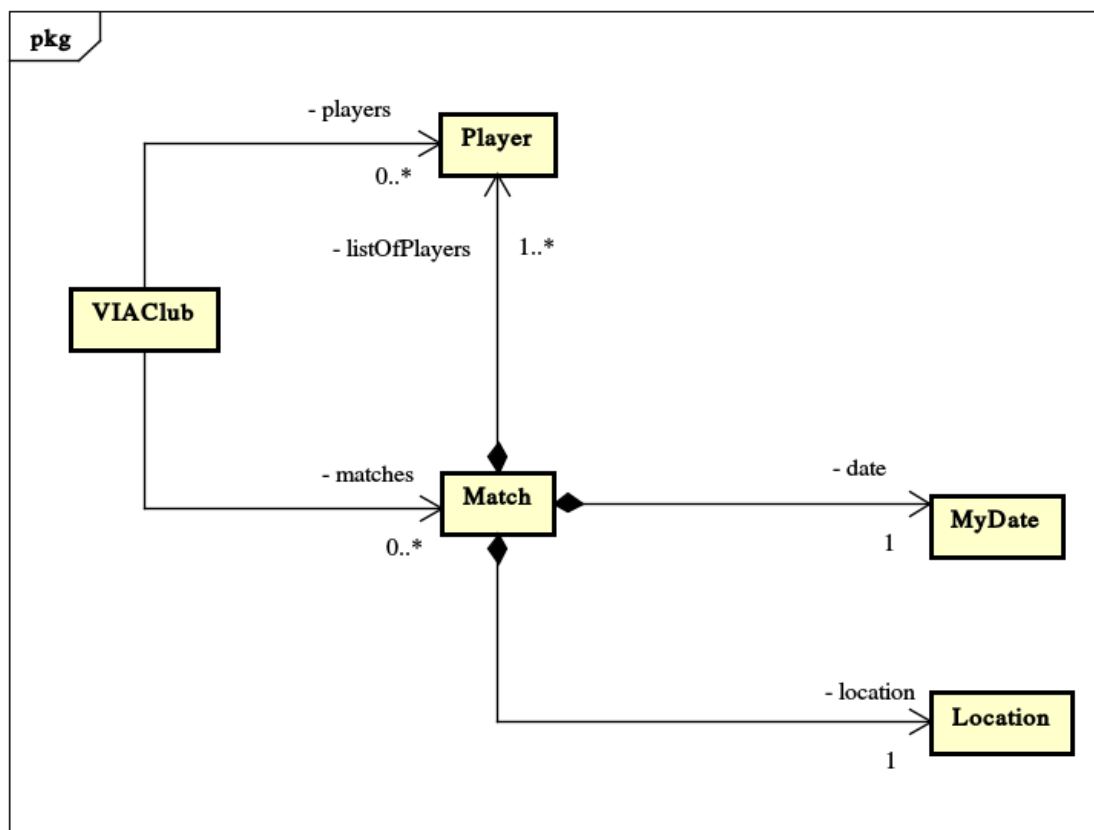 pkg
- players
Player
0..*
- listOfPlayers
1..*
VIAClub
- matches
Match
0..*
- date
MyDate
1
- location
Location
1